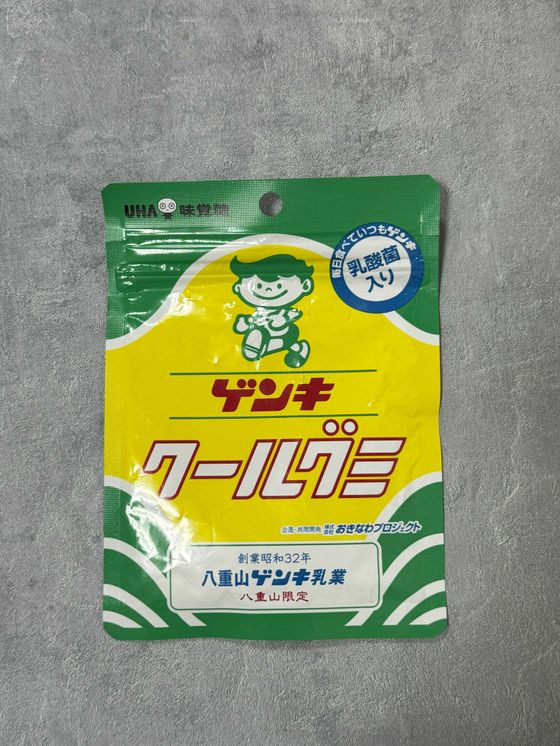 UHA 味覚糖
毎日食べていつもゲンキ
乳酸菌
入り
ゲンキ
クールグミ
企画・共同開発 株式会社 おきなわプロジェクト
創業昭和32年
八重山ゲンキ乳業
八重山限定